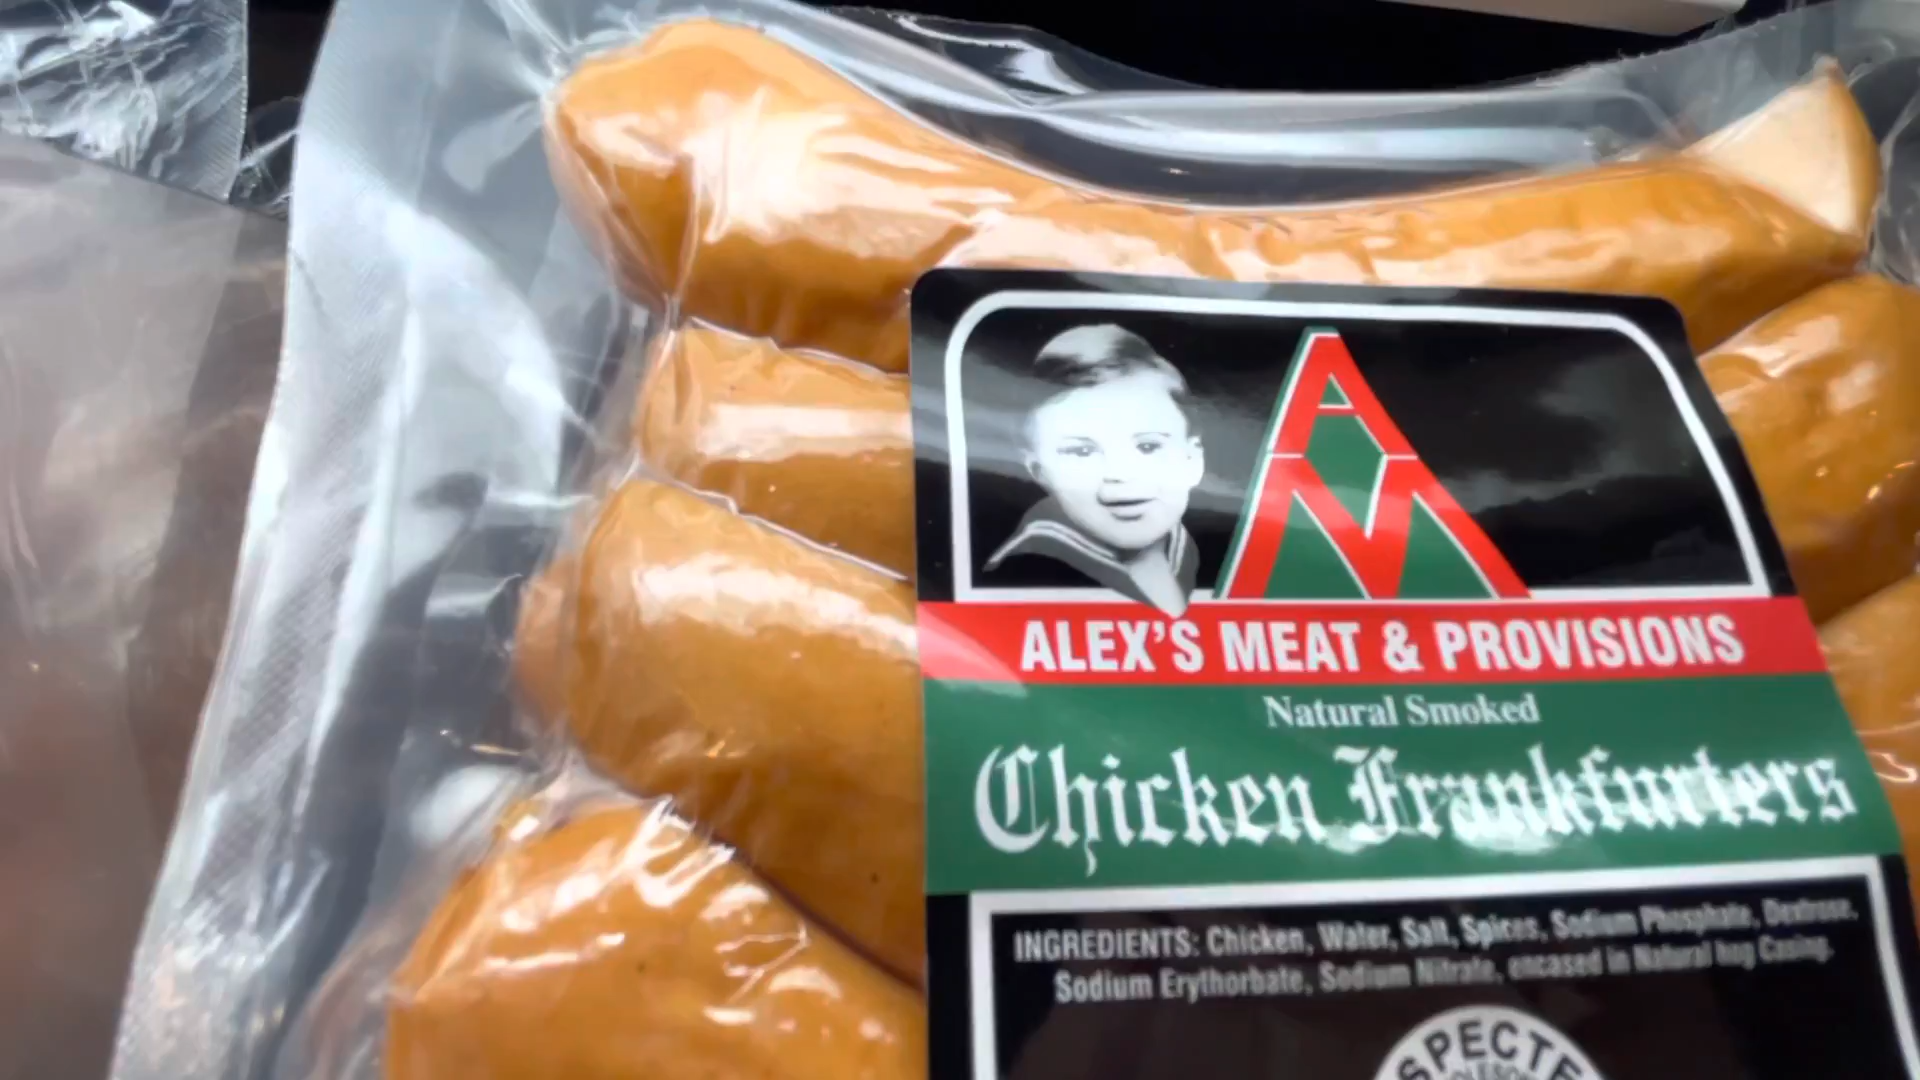 AM
ALEX'S MEAT & PROVISIONS
Natural Smoked
Chicken Frankfurters
INGREDIENTS: Chicken, Water, Salt, Spices, Sodium Phosphate, Dextrose,
Sodium Erythorbate, Sodium Nitrate, encased in Natural hog Casing.
SPECTE